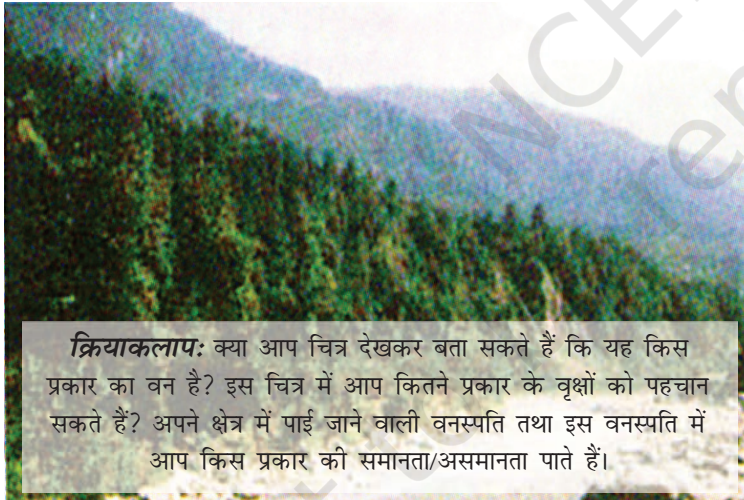 क्रियाकलाप: क्या आप चित्र देखकर बता सकते हैं कि यह किस
प्रकार का वन है? इस चित्र में आप कितने प्रकार के वृक्षों को पहचान
सकते हैं? अपने क्षेत्र में पाई जाने वाली वनस्पति तथा इस वनस्पति में
आप किस प्रकार की समानता/असमानता पाते हैं।